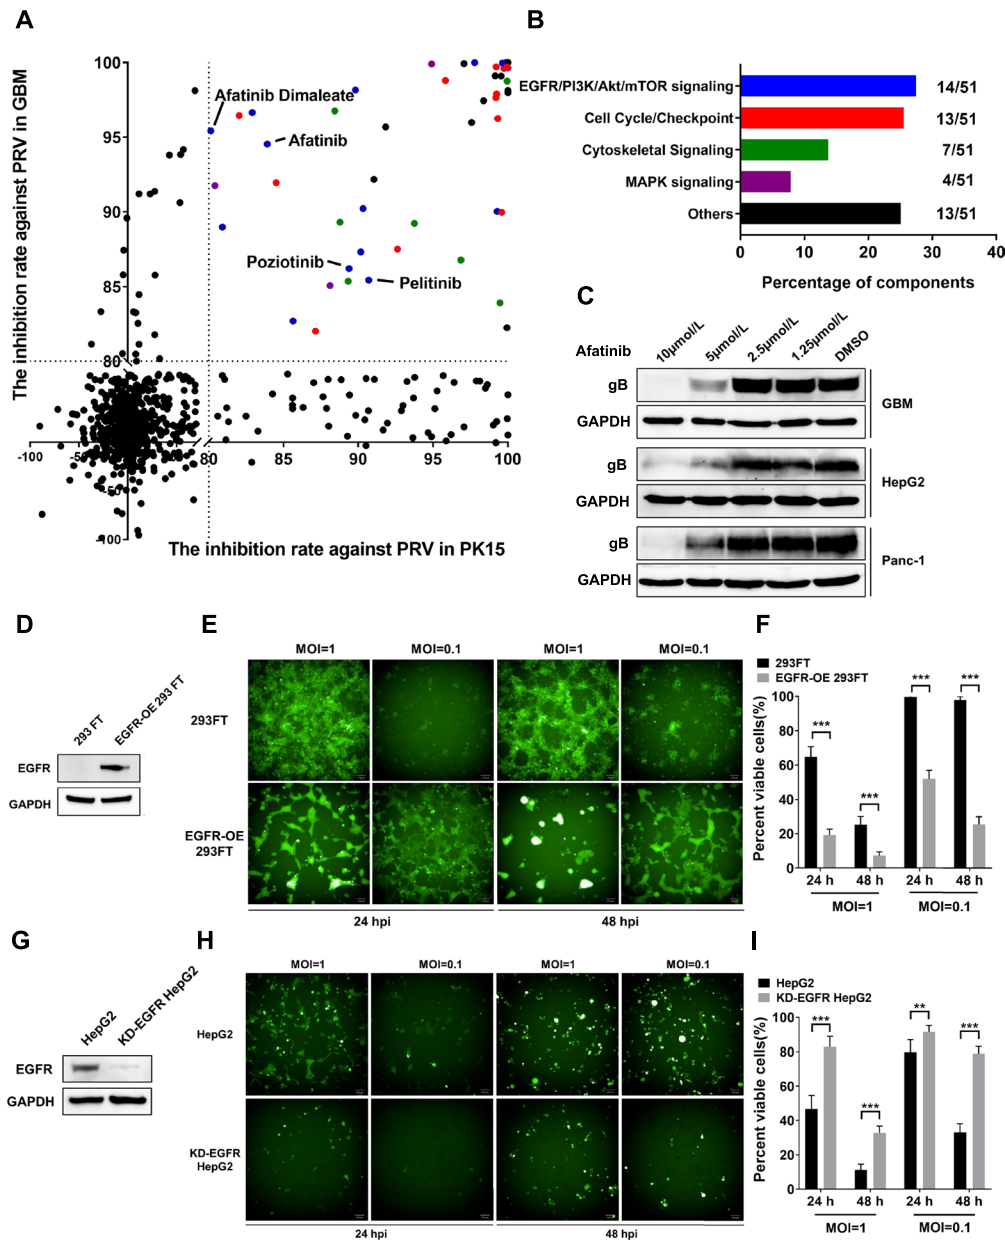 A
The inhibition rate against PRV in GBM
100
95
90
85
80
-100
-50
80
85
90
95
100
-50
-100
Afatinib Dimaleate
Afatinib
Poziotinib
Pelitinib
The inhibition rate against PRV in PK15
B
EGFR/PI3K/Akt/mTOR signaling
14/51
Cell Cycle/Checkpoint
13/51
Cytoskeletal Signaling
7/51
MAPK signaling
4/51
Others
13/51
0
10
20
30
40
Percentage of components
C
Afatinib
10μmol/L
5μmol/L
2.5μmol/L
1.25μmol/L
DMSO
gB
GAPDH
GBM
gB
GAPDH
HepG2
gB
GAPDH
Panc-1
D
293 FT
EGFR-OE 293 FT
EGFR
GAPDH
E
MOI=1
MOI=0.1
MOI=1
MOI=0.1
293FT
EGFR-OE
293FT
24 hpi
48 hpi
F
293FT
EGFR-OE 293FT
Percent viable cells(%)
100
80
60
40
20
0
***
***
***
***
24 h
48 h
24 h
48 h
MOI=1
MOI=0.1
G
HepG2
KD-EGFR HepG2
EGFR
GAPDH
H
MOI=1
MOI=0.1
MOI=1
MOI=0.1
HepG2
KD-EGFR
HepG2
24 hpi
48 hpi
I
HepG2
KD-EGFR HepG2
Percent viable cells(%)
100
80
60
40
20
0
***
***
**
***
24 h
48 h
24 h
48 h
MOI=1
MOI=0.1